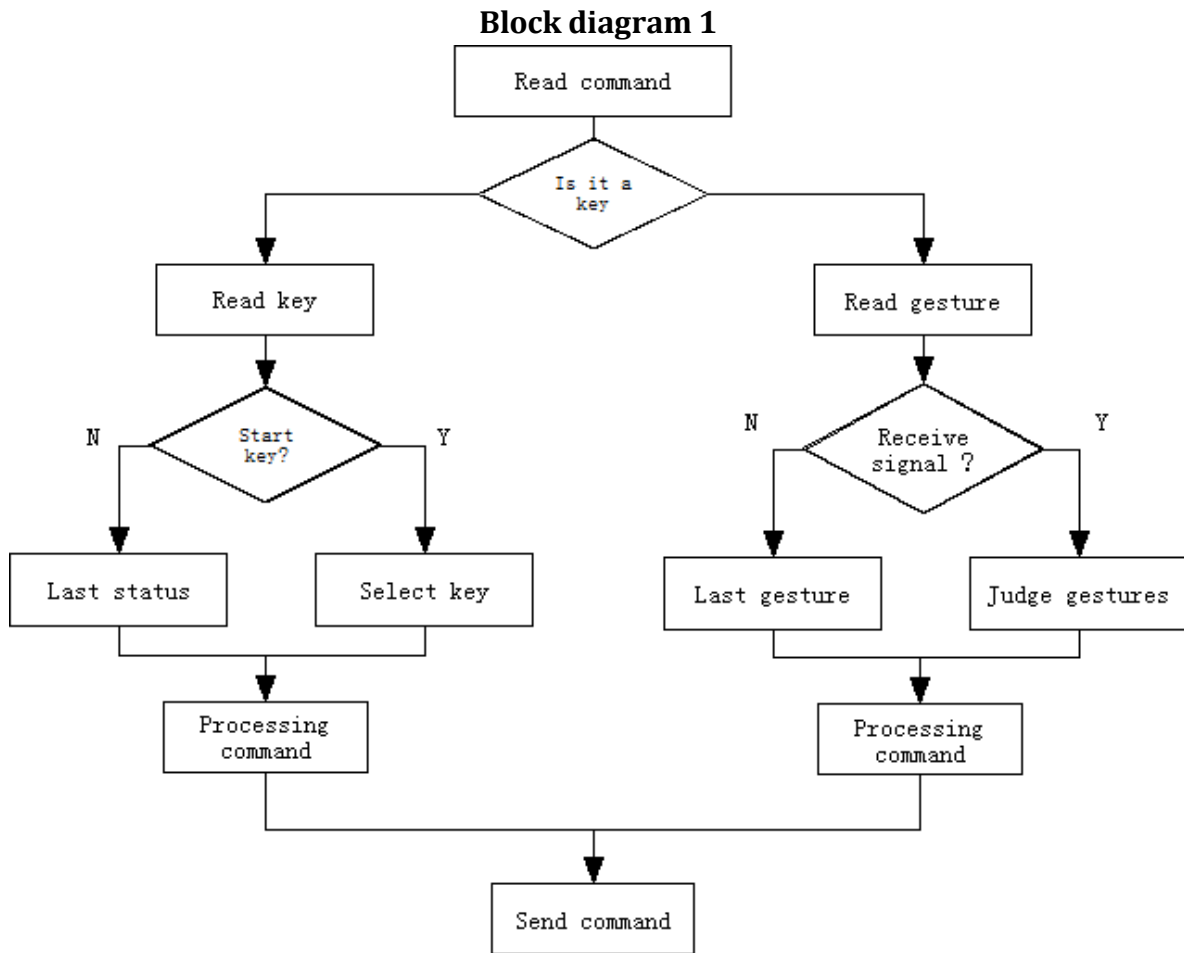 Block diagram 1
Read command
Is it a
key
Read key
Read gesture
N
Start
key?
Y
N
Receive
signal ?
Y
Last status
Select key
Last gesture
Judge gestures
Processing
command
Processing
command
Send command